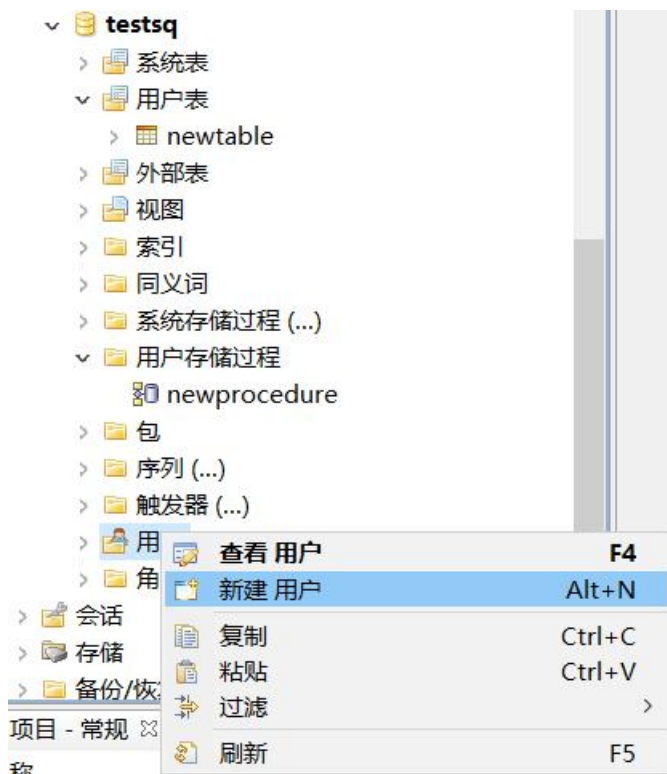 testsq
系统表
用户表
newtable
外部表
视图
索引
同义词
系统存储过程 (...)
用户存储过程
newprocedure
包
序列 (...)
触发器 (...)
用
角
会话
存储
备份/恢
查看 用户 F4
新建 用户 Alt+N
复制 Ctrl+C
粘贴 Ctrl+V
过滤
刷新 F5
项目 - 常规